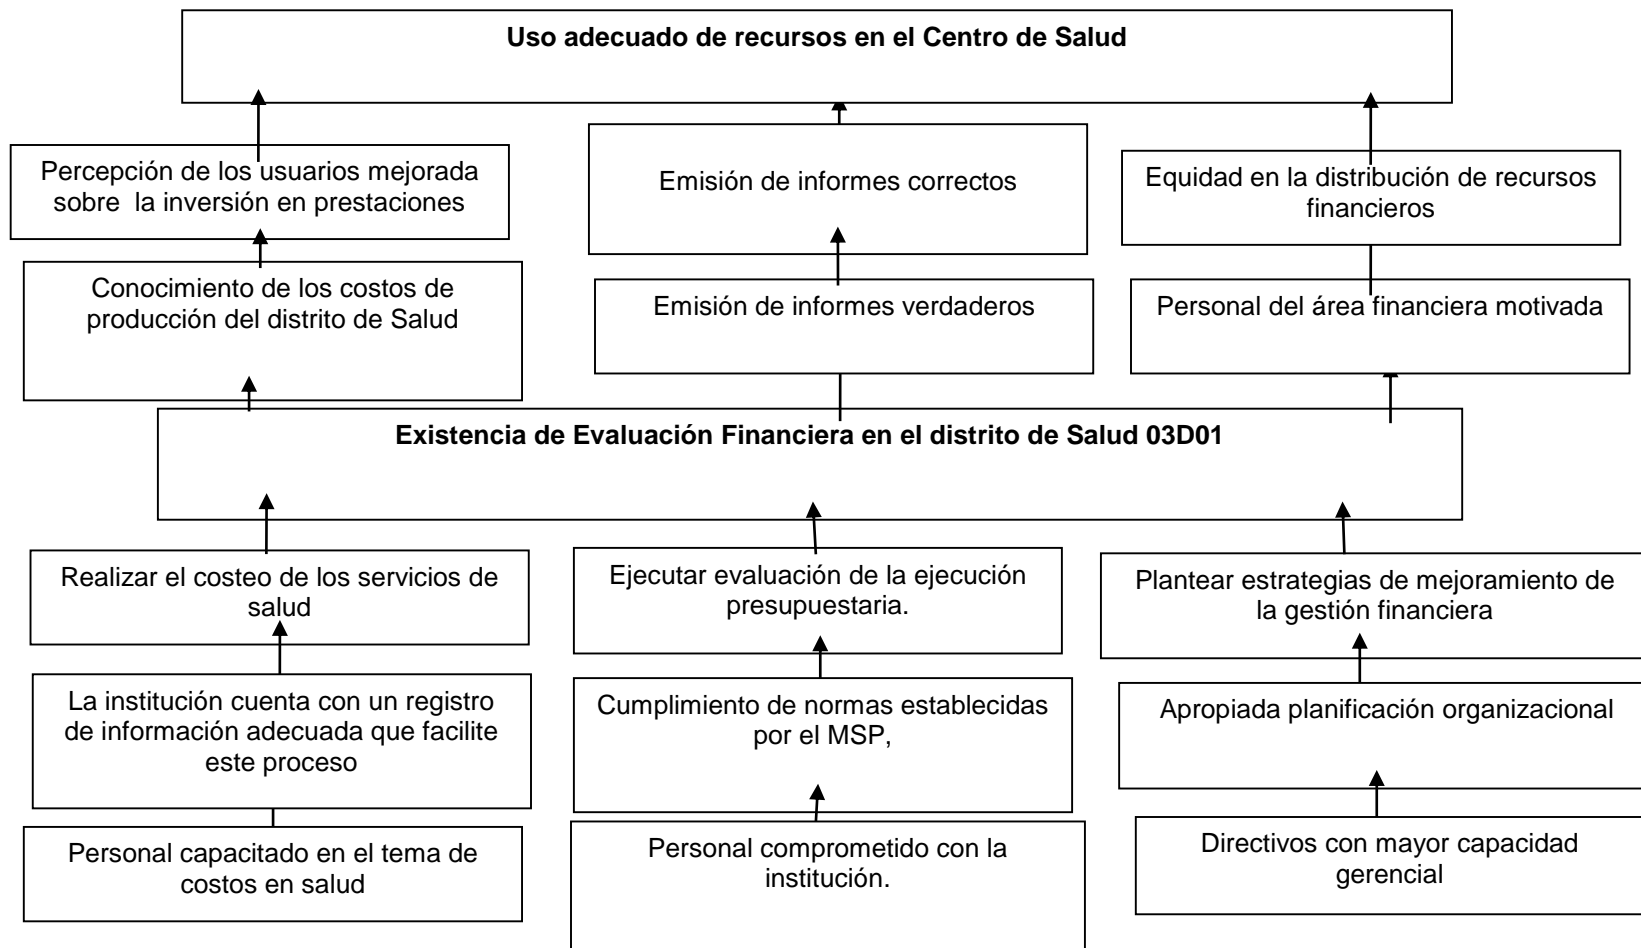 Uso adecuado de recursos en el Centro de Salud
Percepción de los usuarios mejorada
sobre la inversión en prestaciones
Emisión de informes correctos
Equidad en la distribución de recursos
financieros
Conocimiento de los costos de
producción del distrito de Salud
Emisión de informes verdaderos
Personal del área financiera motivada
Existencia de Evaluación Financiera en el distrito de Salud 03D01
Realizar el costeo de los servicios de
salud
Ejecutar evaluación de la ejecución
presupuestaria.
Plantear estrategias de mejoramiento de
la gestión financiera
La institución cuenta con un registro
de información adecuada que facilite
este proceso
Cumplimiento de normas establecidas
por el MSP,
Apropiada planificación organizacional
Personal capacitado en el tema de
costos en salud
Personal comprometido con la
institución.
Directivos con mayor capacidad
gerencial